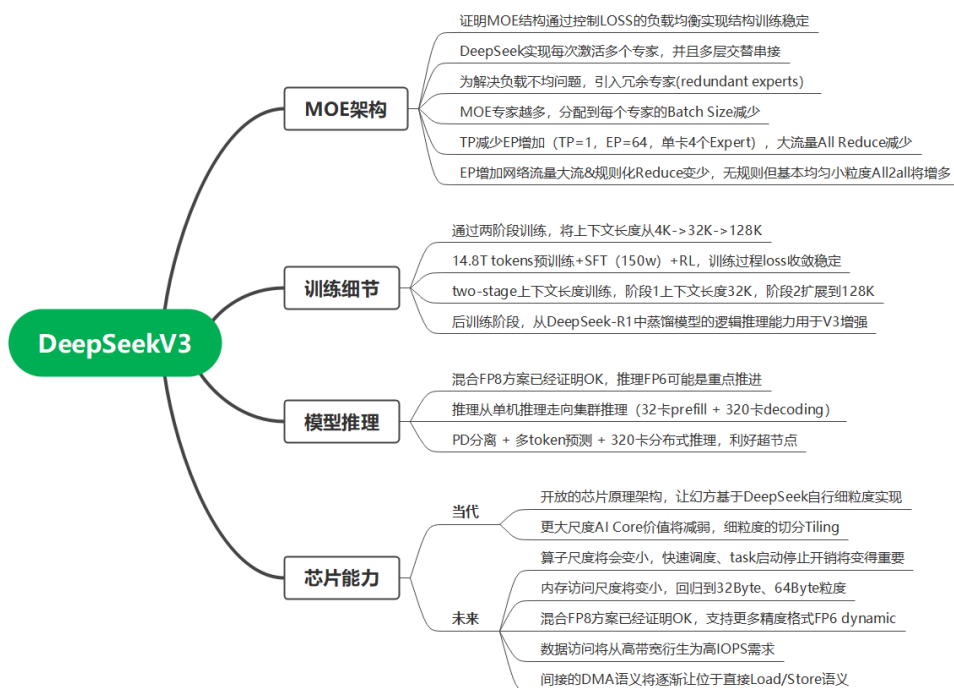 DeepSeekV3
MOE架构
证明MOE结构通过控制LOSS的负载均衡实现结构训练稳定
DeepSeek实现每次激活多个专家，并且多层交替串接
为解决负载不均问题，引入冗余专家(redundant experts)
MOE专家越多，分配到每个专家的Batch Size减少
TP减少EP增加（TP=1，EP=64，单卡4个Expert），大流量All Reduce减少
EP增加网络流量大流&规则化Reduce变少，无规则但基本均匀小粒度All2all将增多
训练细节
通过两阶段训练，将上下文长度从4K->32K->128K
14.8T tokens预训练+SFT（150w）+RL，训练过程loss收敛稳定
two-stage上下文长度训练，阶段1上下文长度32K，阶段2扩展到128K
后训练阶段，从DeepSeek-R1中蒸馏模型的逻辑推理能力用于V3增强
模型推理
混合FP8方案已经证明OK，推理FP6可能是重点推进
推理从单机推理走向集群推理（32卡prefill + 320卡decoding）
PD分离 + 多token预测 + 320卡分布式推理，利好超节点
芯片能力
当代
开放的芯片原理架构，让幻方基于DeepSeek自行细粒度实现
更大尺度AI Core价值将减弱，细粒度的切分Tiling
未来
算子尺度将会变小，快速调度、task启动停止开销将变得重要
内存访问尺度将变小，回归到32Byte、64Byte粒度
混合FP8方案已经证明OK，支持更多精度格式FP6 dynamic
数据访问将从高带宽衍生为高IOPS需求
间接的DMA语义将逐渐让位于直接Load/Store语义